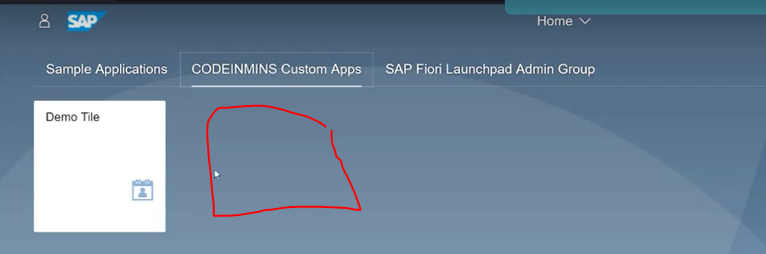 SAP
Home
Sample Applications CODEINMINS Custom Apps SAP Fiori Launchpad Admin Group
Demo Tile